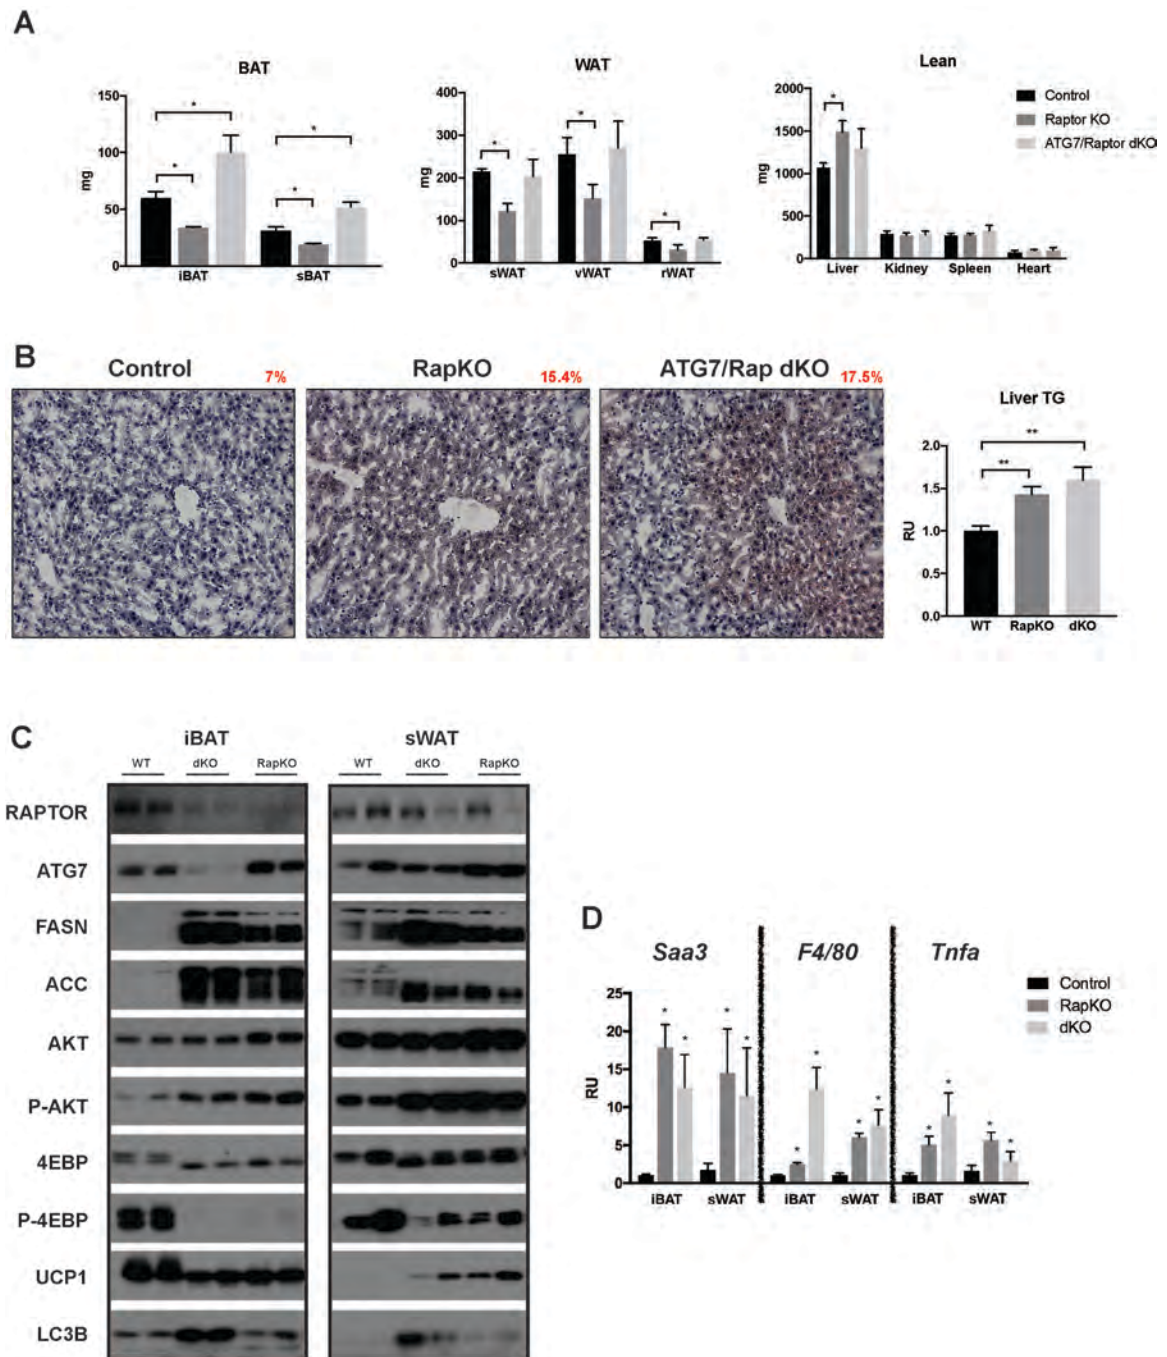 A
BAT
mg
150
100
50
0
*
*
*
*
iBAT
sBAT
WAT
mg
400
300
200
100
0
*
*
*
sWAT
vWAT
rWAT
Lean
mg
2000
1500
1000
500
0
*
Liver
Kidney
Spleen
Heart
Control
Raptor KO
ATG7/Raptor dKO
B
Control
7%
RapKO
15.4%
ATG7/Rap dKO
17.5%
Liver TG
RU
2.0
1.5
1.0
0.5
0.0
**
**
WT
RapKO
dKO
C
iBAT
sWAT
WT
dKO
RapKO
WT
dKO
RapKO
RAPTOR
ATG7
FASN
ACC
AKT
P-AKT
4EBP
P-4EBP
UCP1
LC3B
D
Saa3
F4/80
Tnfa
RU
25
20
15
10
5
0
*
*
*
*
*
*
*
*
*
*
*
*
iBAT
sWAT
iBAT
sWAT
iBAT
sWAT
Control
RapKO
dKO